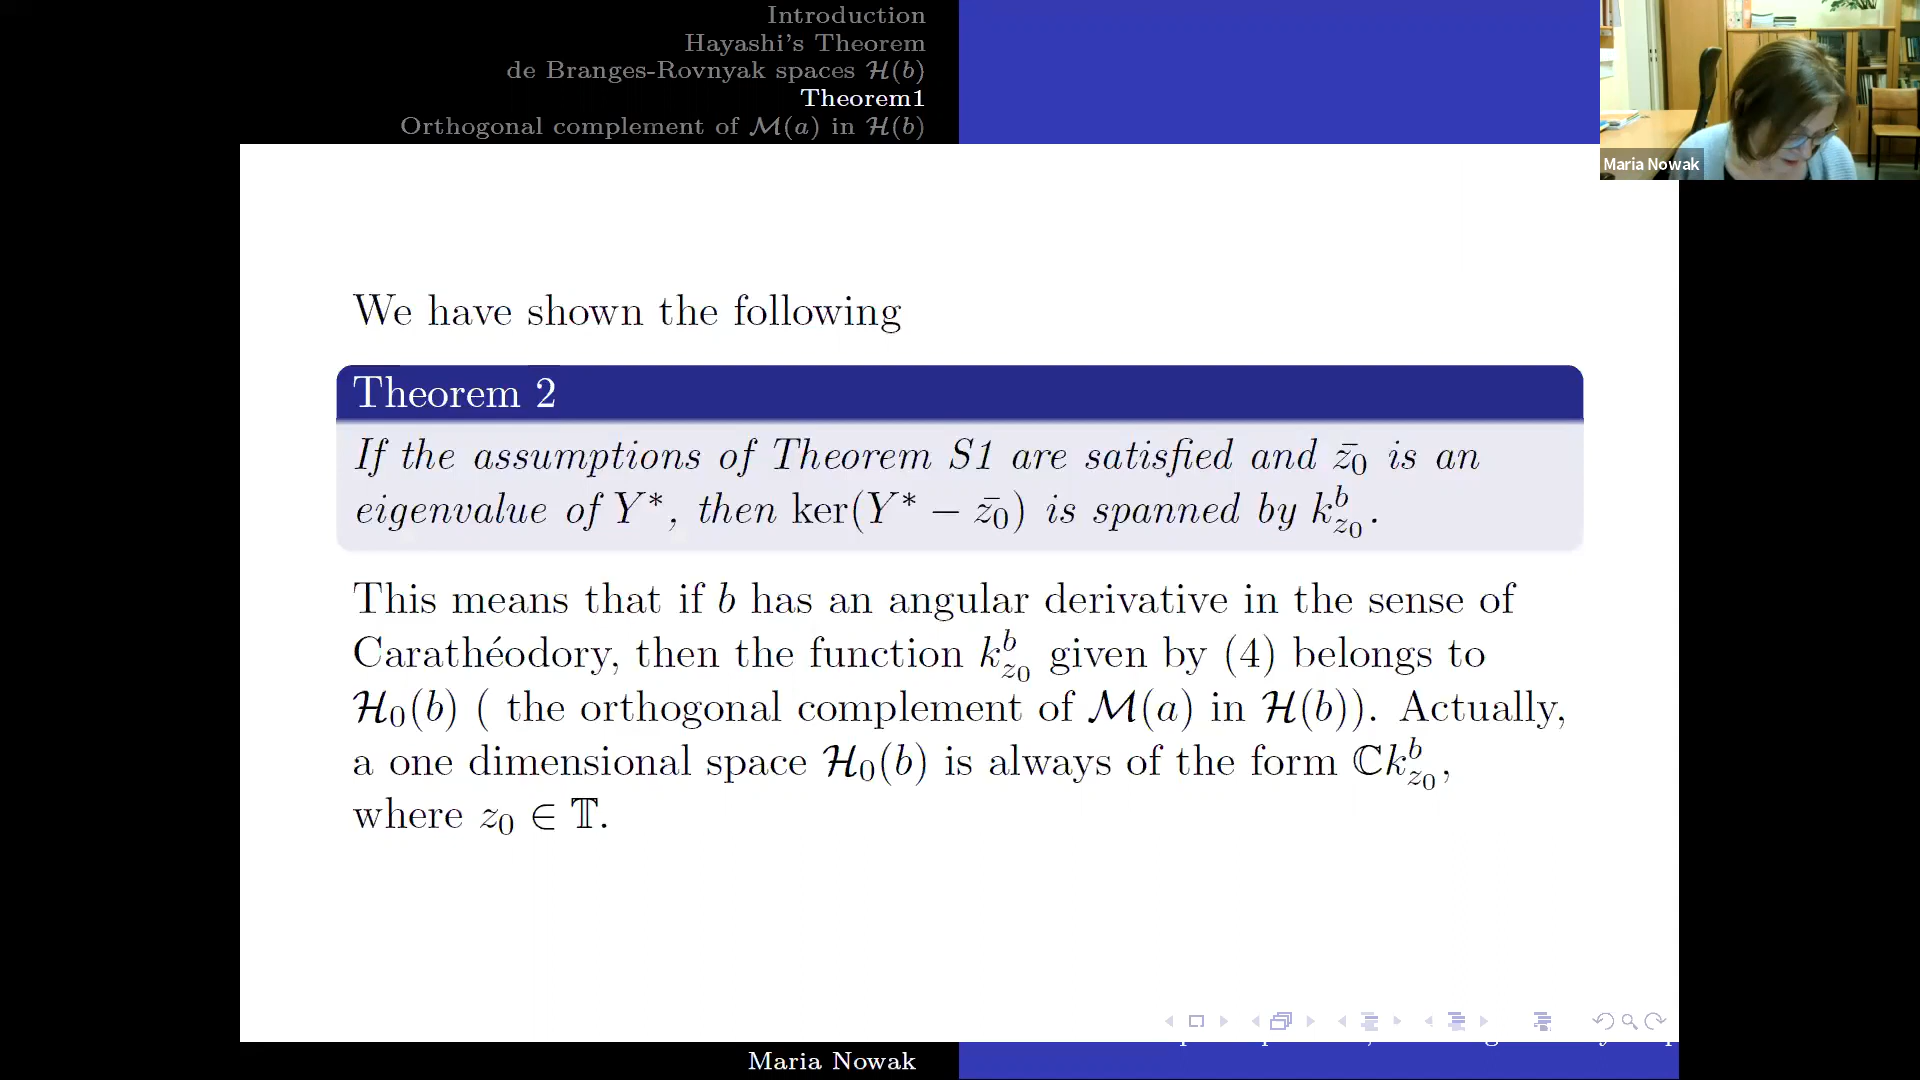 Introduction
Hayashi's Theorem
de Branges-Rovnyak spaces ℋ(b)
Theorem1
Orthogonal complement of ℳ(a) in ℋ(b)
Maria Nowak
We have shown the following
Theorem 2
If the assumptions of Theorem S1 are satisfied and z̄₀ is an
eigenvalue of Y*, then ker(Y* − z̄₀) is spanned by k^b_{z₀}.
This means that if b has an angular derivative in the sense of
Carathéodory, then the function k^b_{z₀} given by (4) belongs to
ℋ₀(b) ( the orthogonal complement of ℳ(a) in ℋ(b)). Actually,
a one dimensional space ℋ₀(b) is always of the form ℂk^b_{z₀},
where z₀ ∈ 𝕋.
Maria Nowak